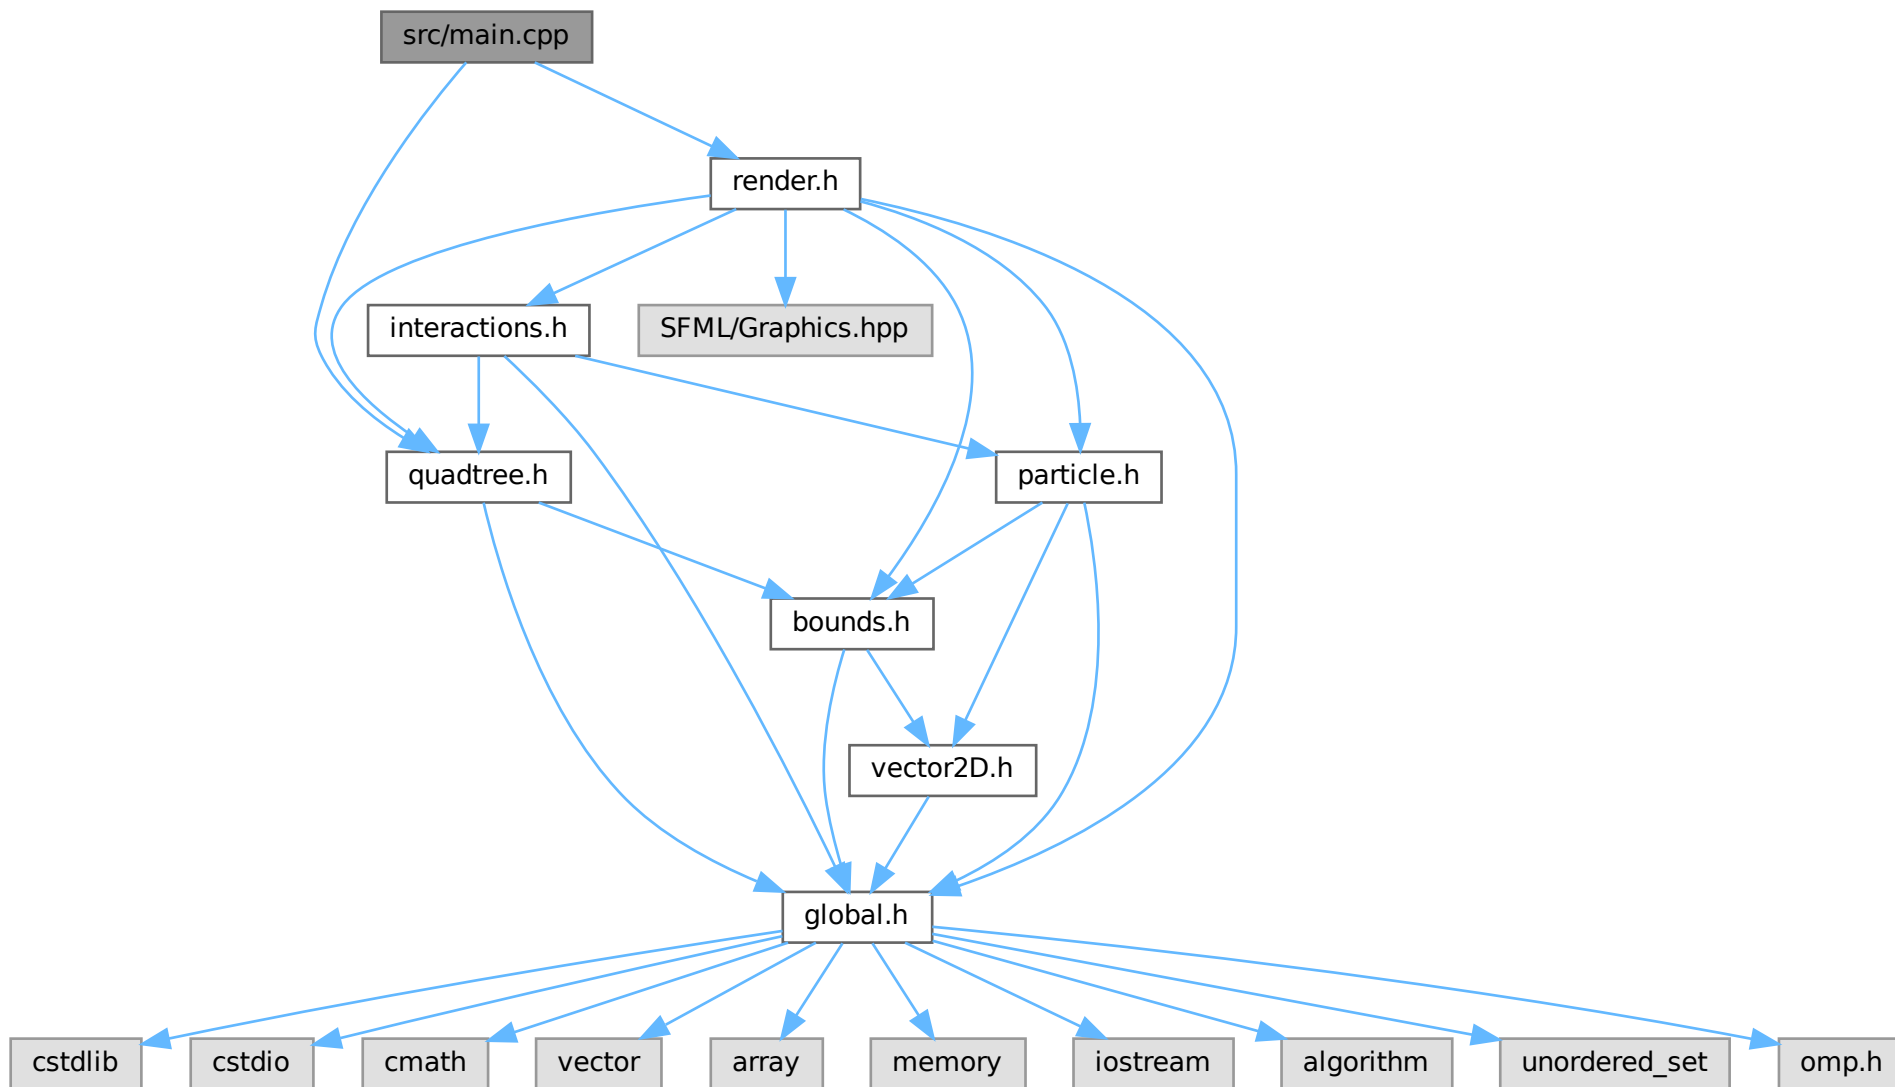 src/main.cpp
render.h
interactions.h
SFML/Graphics.hpp
quadtree.h
particle.h
bounds.h
vector2D.h
global.h
cstdlib
cstdio
cmath
vector
array
memory
iostream
algorithm
unordered_set
omp.h